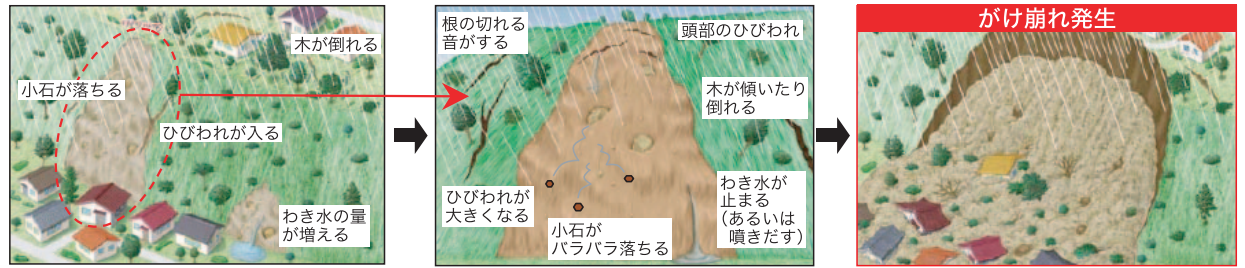 木が倒れる
小石が落ちる
ひびわれが入る
わき水の量
が増える
根の切れる
音がする
頭部のひびわれ
木が傾いたり
倒れる
ひびわれが
大きくなる
小石が
バラバラ落ちる
わき水が
止まる
(あるいは
噴きだす)
がけ崩れ発生